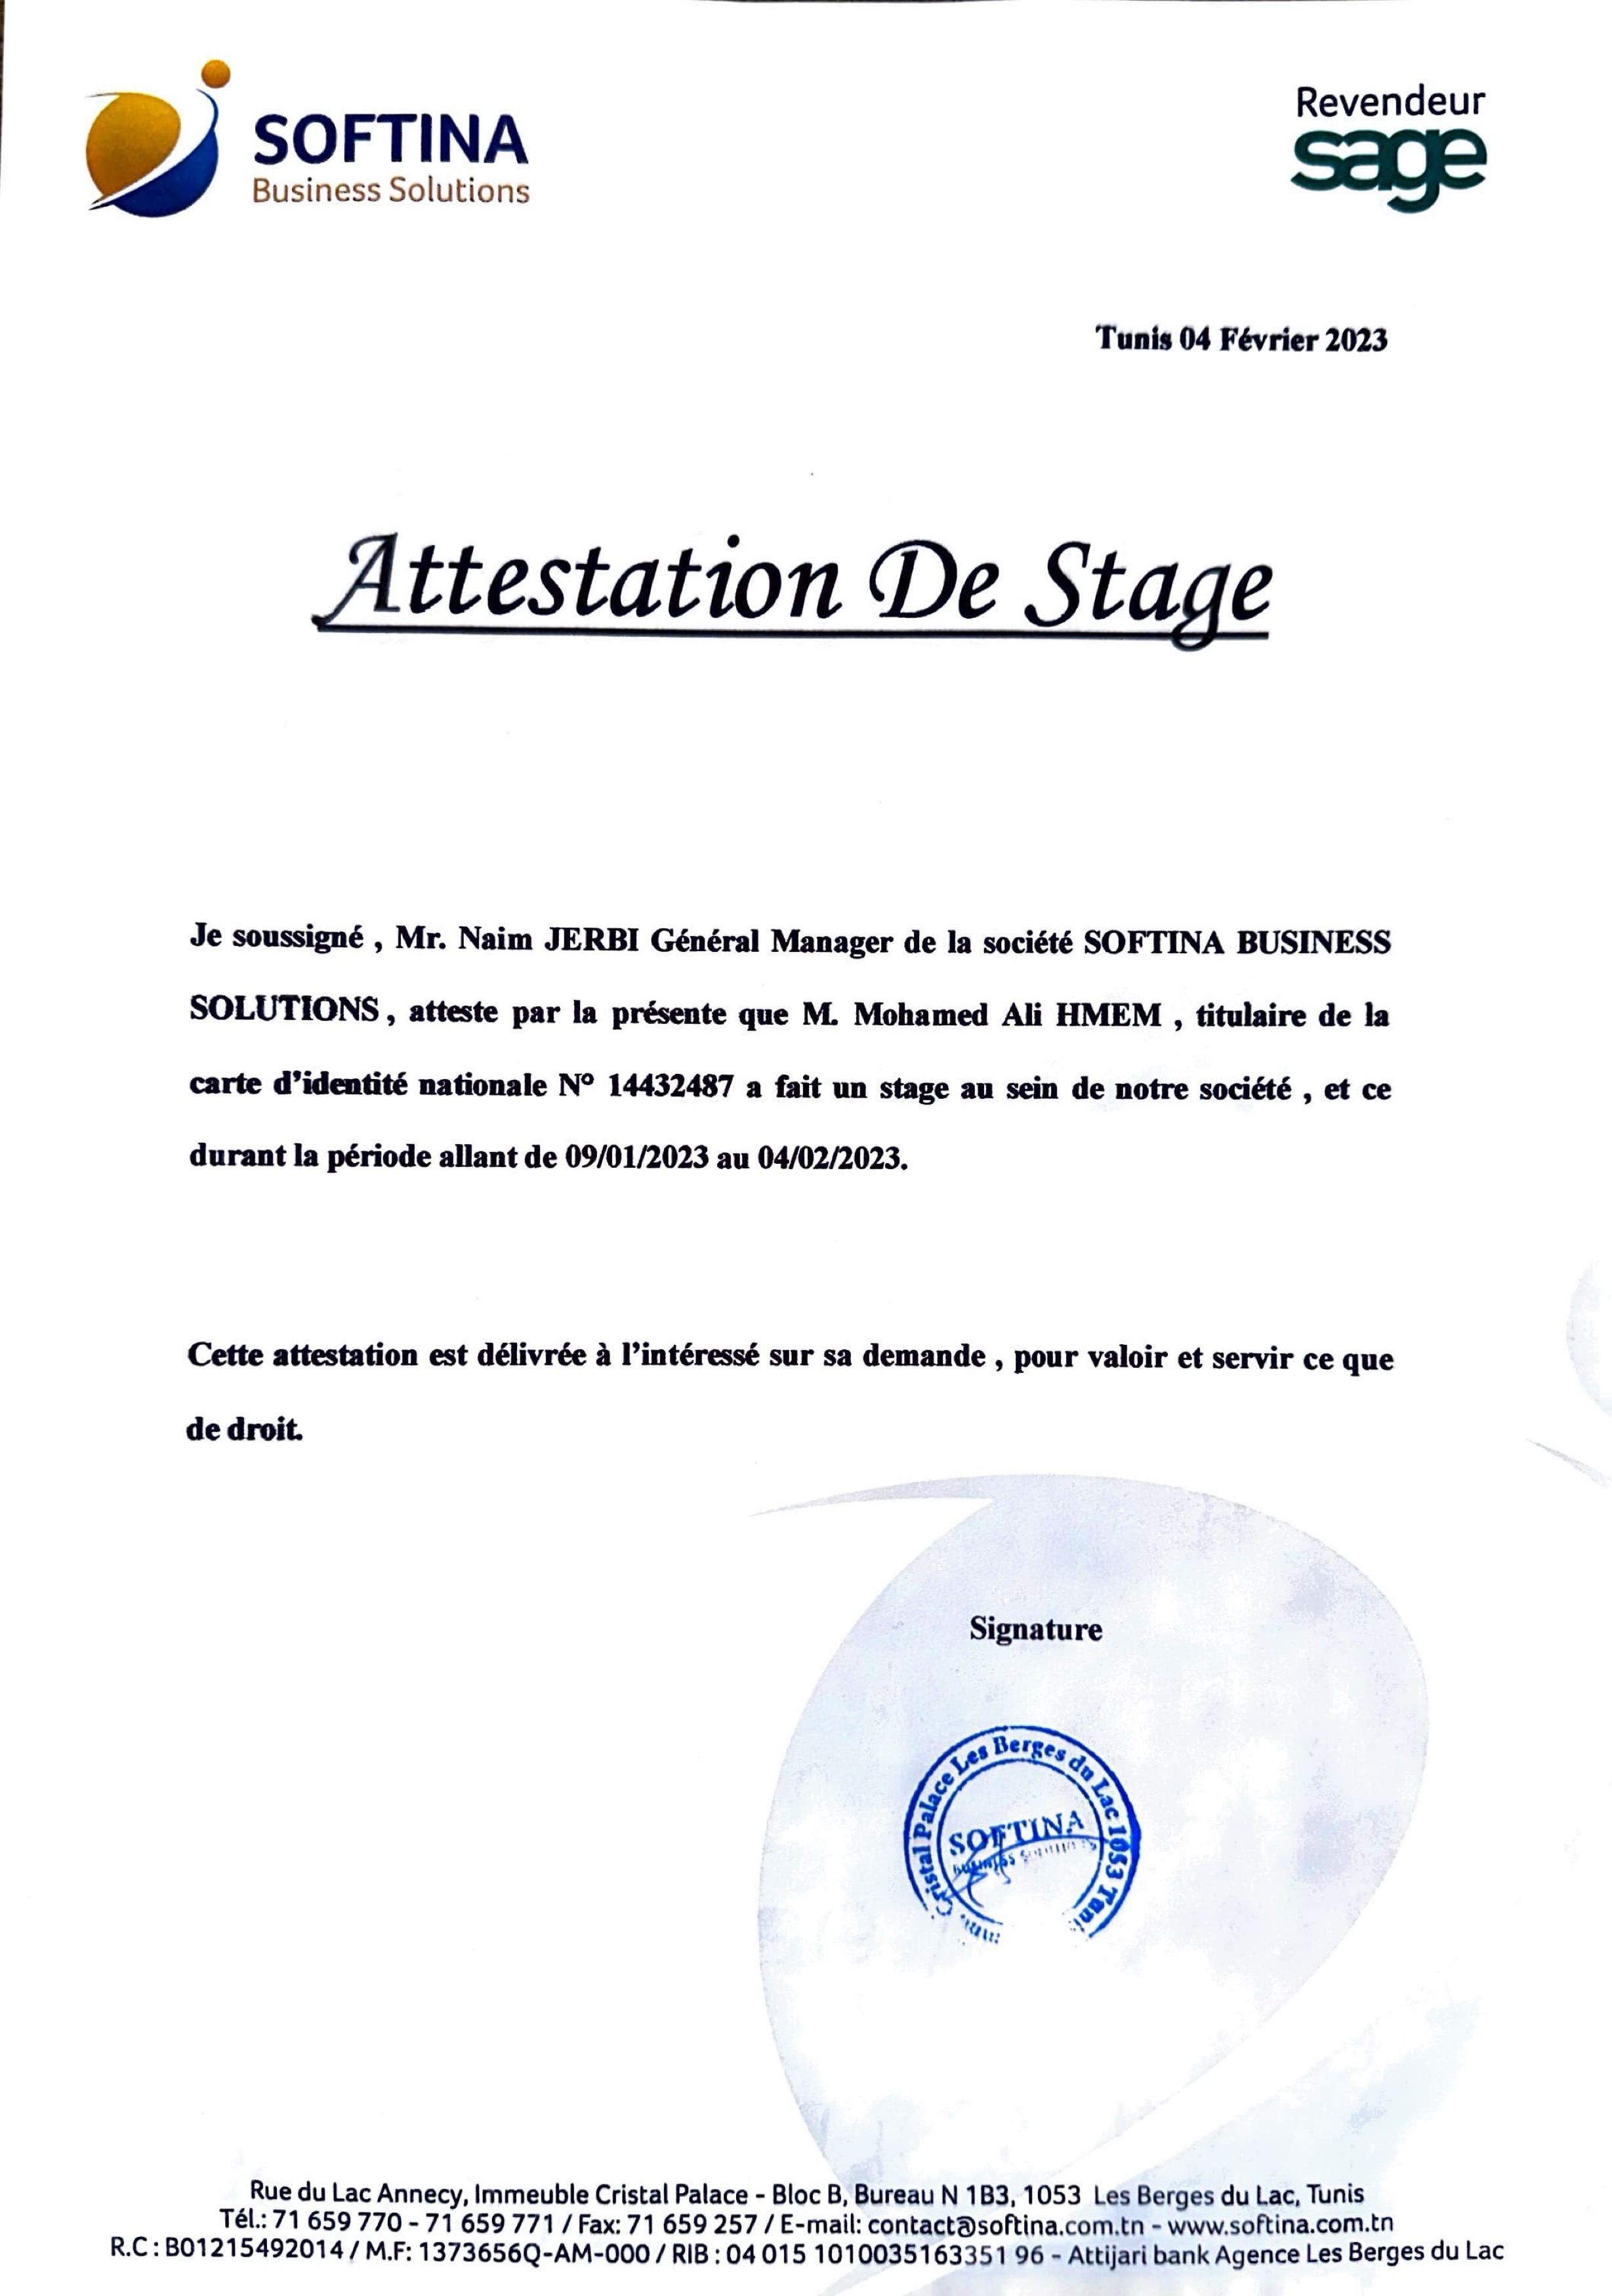 SOFTINA
Business Solutions
Revendeur
sage
Tunis 04 Février 2023
Attestation De Stage
Je soussigné , Mr. Naim JERBI Général Manager de la société SOFTINA BUSINESS
SOLUTIONS , atteste par la présente que M. Mohamed Ali HMEM , titulaire de la
carte d'identité nationale N° 14432487 a fait un stage au sein de notre société , et ce
durant la période allant de 09/01/2023 au 04/02/2023.
Cette attestation est délivrée à l'intéressé sur sa demande , pour valoir et servir ce que
de droit.
Signature
Cristal Palace Les Berges du Lac 1053
SOFTINA
BUSINESS SOLUTIONS
Rue du Lac Annecy, Immeuble Cristal Palace - Bloc B, Bureau N 1B3, 1053 Les Berges du Lac, Tunis
Tél.: 71 659 770 - 71 659 771 / Fax: 71 659 257 / E-mail: contact@softina.com.tn - www.softina.com.tn
R.C : B01215492014 / M.F: 1373656Q-AM-000 / RIB : 04 015 1010035163351 96 - Attijari bank Agence Les Berges du Lac